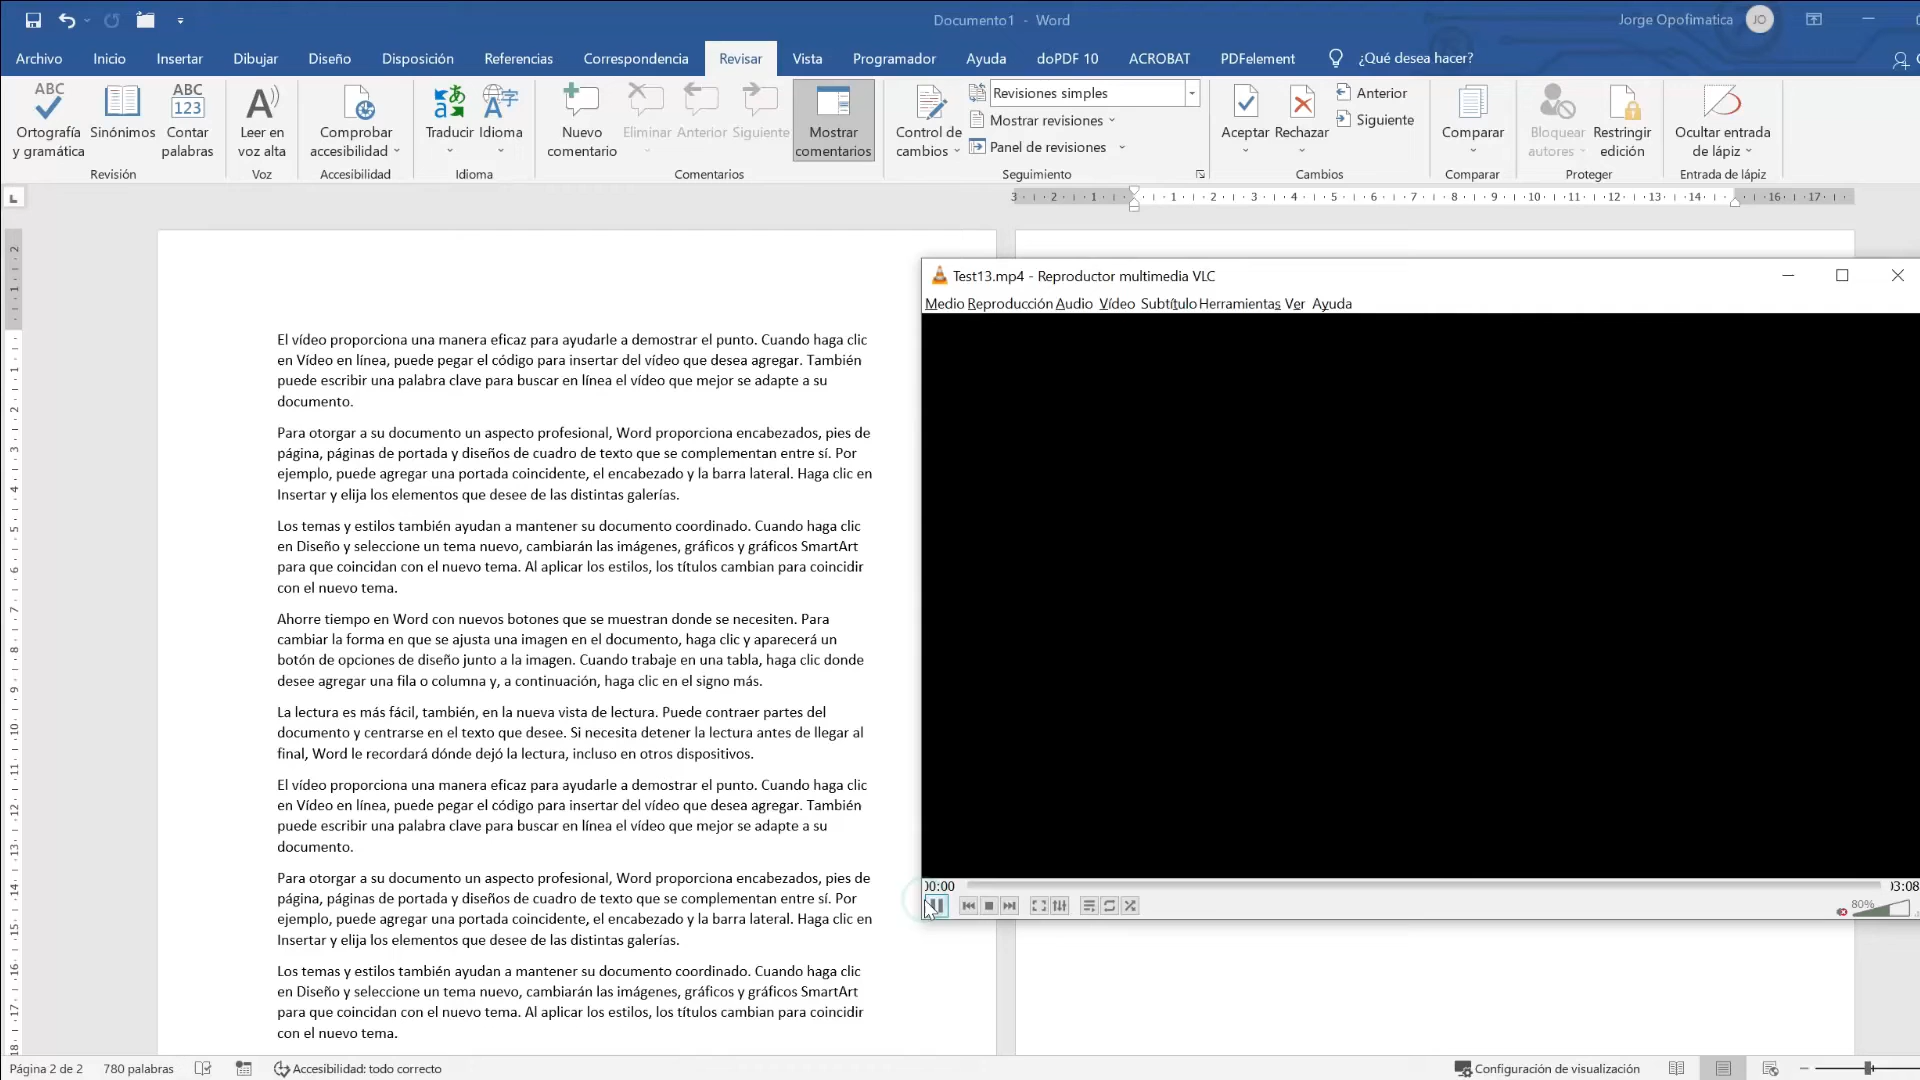 Documento1 - Word
Jorge Opofimatica
JO
Archivo Inicio Insertar Dibujar Diseño Disposición Referencias Correspondencia Revisar Vista Programador Ayuda doPDF 10 ACROBAT PDFelement ¿Qué desea hacer?
Ortografía y gramática
Sinónimos
Contar palabras
Revisión
Leer en voz alta
Voz
Comprobar accesibilidad
Accesibilidad
Traducir
Idioma
Idioma
Nuevo comentario
Eliminar
Anterior
Siguiente
Mostrar comentarios
Comentarios
Control de cambios
Revisiones simples
Mostrar revisiones
Panel de revisiones
Seguimiento
Aceptar
Rechazar
Anterior
Siguiente
Cambios
Comparar
Comparar
Bloquear autores
Restringir edición
Proteger
Ocultar entrada de lápiz
Entrada de lápiz
El vídeo proporciona una manera eficaz para ayudarle a demostrar el punto. Cuando haga clic
en Vídeo en línea, puede pegar el código para insertar del vídeo que desea agregar. También
puede escribir una palabra clave para buscar en línea el vídeo que mejor se adapte a su
documento.
Para otorgar a su documento un aspecto profesional, Word proporciona encabezados, pies de
página, páginas de portada y diseños de cuadro de texto que se complementan entre sí. Por
ejemplo, puede agregar una portada coincidente, el encabezado y la barra lateral. Haga clic en
Insertar y elija los elementos que desee de las distintas galerías.
Los temas y estilos también ayudan a mantener su documento coordinado. Cuando haga clic
en Diseño y seleccione un tema nuevo, cambiarán las imágenes, gráficos y gráficos SmartArt
para que coincidan con el nuevo tema. Al aplicar los estilos, los títulos cambian para coincidir
con el nuevo tema.
Ahorre tiempo en Word con nuevos botones que se muestran donde se necesiten. Para
cambiar la forma en que se ajusta una imagen en el documento, haga clic y aparecerá un
botón de opciones de diseño junto a la imagen. Cuando trabaje en una tabla, haga clic donde
desee agregar una fila o columna y, a continuación, haga clic en el signo más.
La lectura es más fácil, también, en la nueva vista de lectura. Puede contraer partes del
documento y centrarse en el texto que desee. Si necesita detener la lectura antes de llegar al
final, Word le recordará dónde dejó la lectura, incluso en otros dispositivos.
El vídeo proporciona una manera eficaz para ayudarle a demostrar el punto. Cuando haga clic
en Vídeo en línea, puede pegar el código para insertar del vídeo que desea agregar. También
puede escribir una palabra clave para buscar en línea el vídeo que mejor se adapte a su
documento.
Para otorgar a su documento un aspecto profesional, Word proporciona encabezados, pies de
página, páginas de portada y diseños de cuadro de texto que se complementan entre sí. Por
ejemplo, puede agregar una portada coincidente, el encabezado y la barra lateral. Haga clic en
Insertar y elija los elementos que desee de las distintas galerías.
Los temas y estilos también ayudan a mantener su documento coordinado. Cuando haga clic
en Diseño y seleccione un tema nuevo, cambiarán las imágenes, gráficos y gráficos SmartArt
para que coincidan con el nuevo tema. Al aplicar los estilos, los títulos cambian para coincidir
con el nuevo tema.
Test13.mp4 - Reproductor multimedia VLC
Medio Reproducción Audio Vídeo Subtítulo Herramientas Ver Ayuda
00:00
03:08
80%
Página 2 de 2 780 palabras Accesibilidad: todo correcto Configuración de visualización